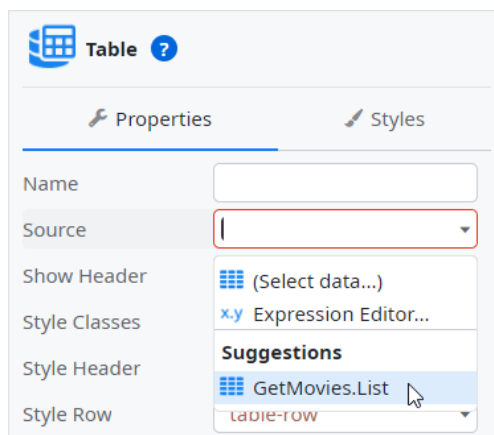 Table ?
Properties Styles
Name
Source
Show Header
(Select data...)
x.y Expression Editor...
Style Classes
Suggestions
Style Header
GetMovies.List
Style Row table-row